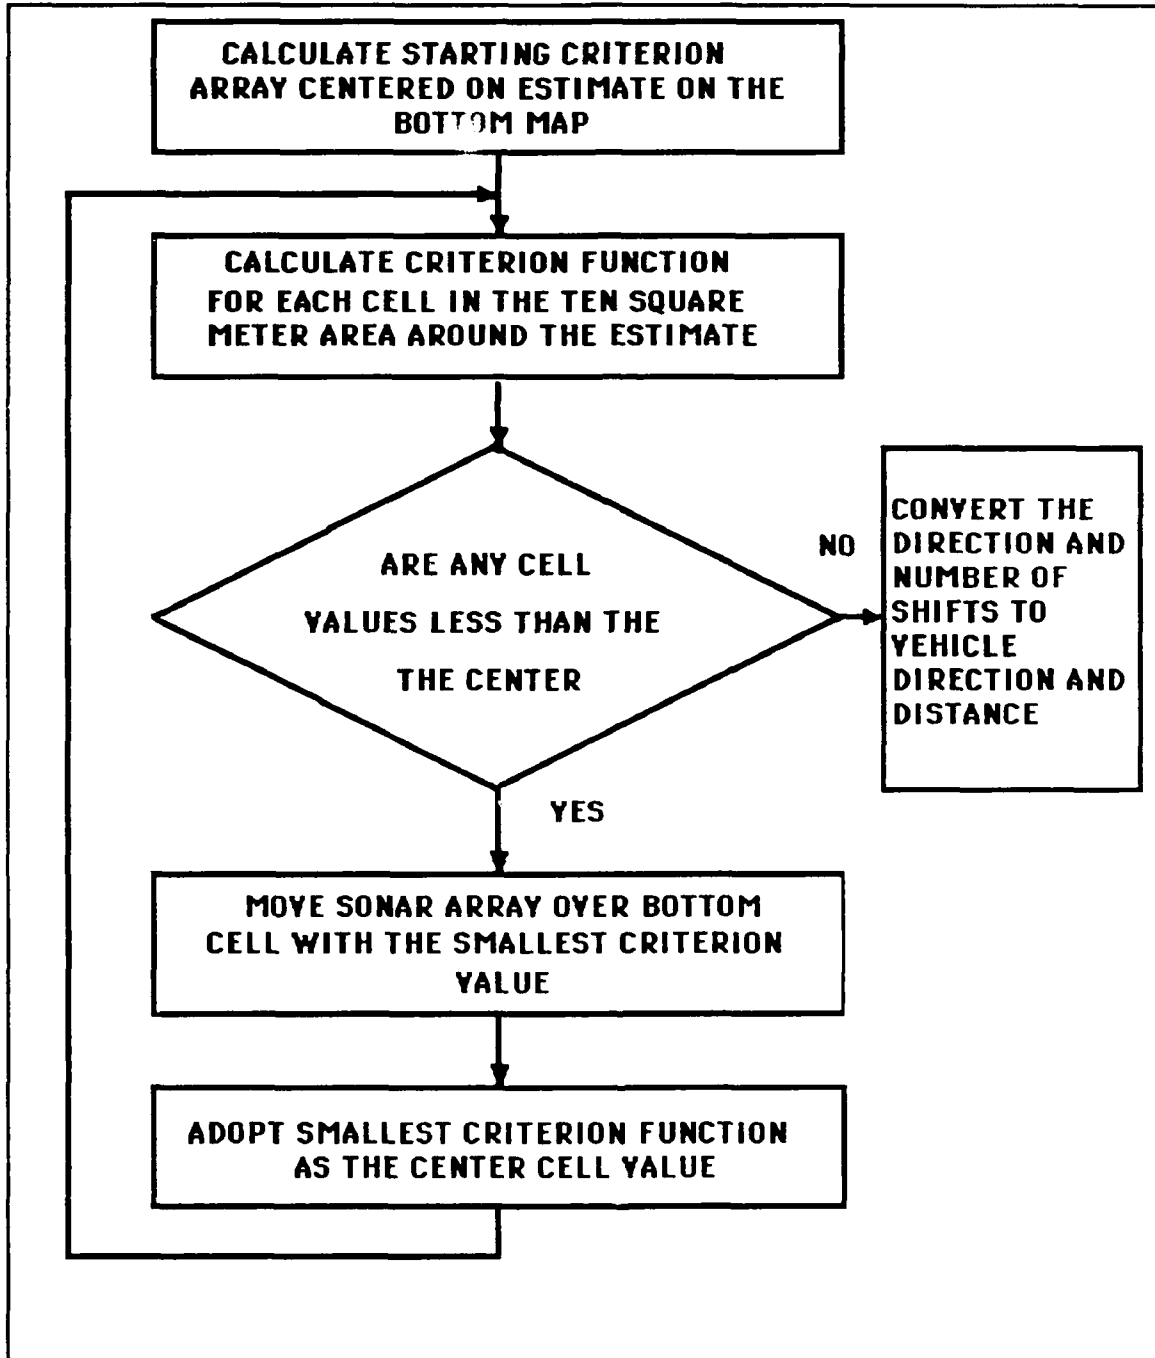 CALCULATE STARTING CRITERION
ARRAY CENTERED ON ESTIMATE ON THE
BOTTOM MAP
CALCULATE CRITERION FUNCTION
FOR EACH CELL IN THE TEN SQUARE
METER AREA AROUND THE ESTIMATE
ARE ANY CELL
VALUES LESS THAN THE
THE CENTER
NO
CONVERT THE
DIRECTION AND
NUMBER OF
SHIFTS TO
VEHICLE
DIRECTION AND
DISTANCE
YES
MOVE SONAR ARRAY OVER BOTTOM
CELL WITH THE SMALLEST CRITERION
VALUE
ADOPT SMALLEST CRITERION FUNCTION
AS THE CENTER CELL VALUE